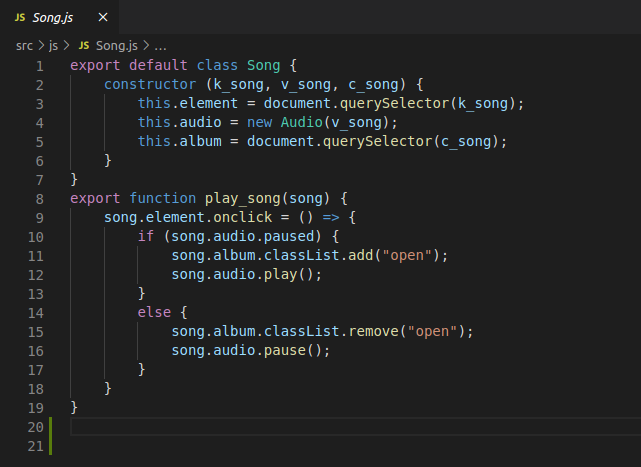 JS Song.js ×
src > js > JS Song.js > ...
1 export default class Song {
2     constructor (k_song, v_song, c_song) {
3         this.element = document.querySelector(k_song);
4         this.audio = new Audio(v_song);
5         this.album = document.querySelector(c_song);
6     }
7 }
8 export function play_song(song) {
9     song.element.onclick = () => {
10         if (song.audio.paused) {
11             song.album.classList.add("open");
12             song.audio.play();
13         }
14         else {
15             song.album.classList.remove("open");
16             song.audio.pause();
17         }
18     }
19 }
20
21